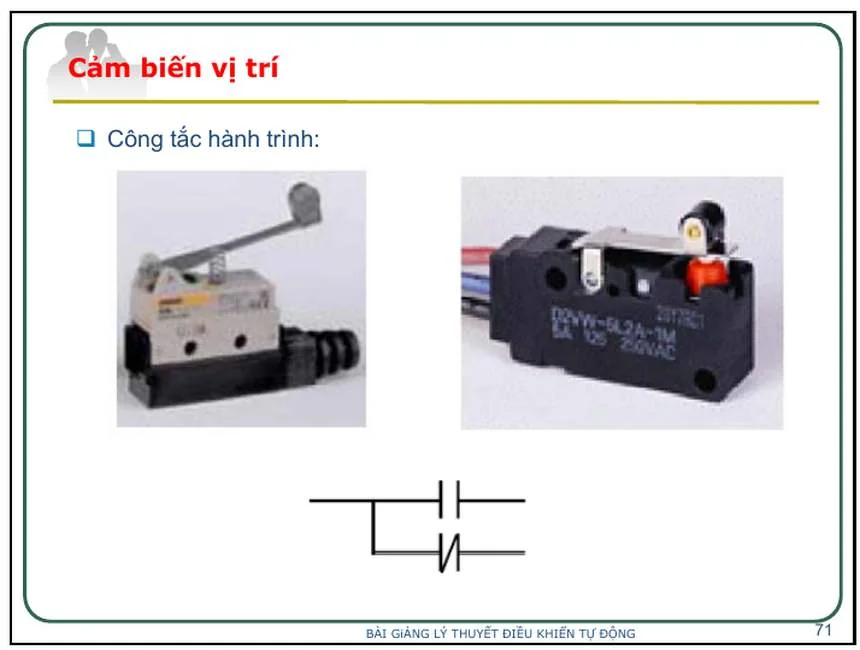 Cảm biến vị trí
❑ Công tắc hành trình:
D2VW-5L2A-1M
5A 125 250VAC
BÀI GiẢNG LÝ THUYẾT ĐIỀU KHIỂN TỰ ĐỘNG
71